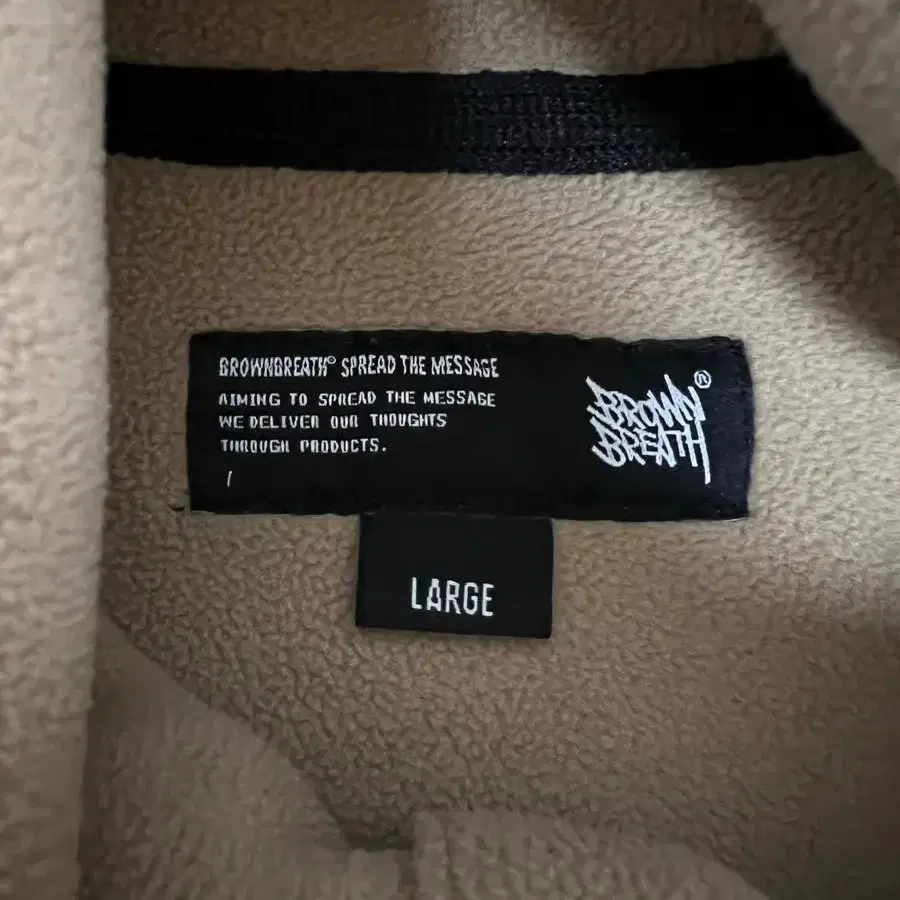 BROWNBREATH® SPREAD THE MESSAGE
AIMING TO SPREAD THE MESSAGE
WE DELIVER OUR THOUGHTS
THROUGH PRODUCTS.
/
BROWN®
BREATH
LARGE